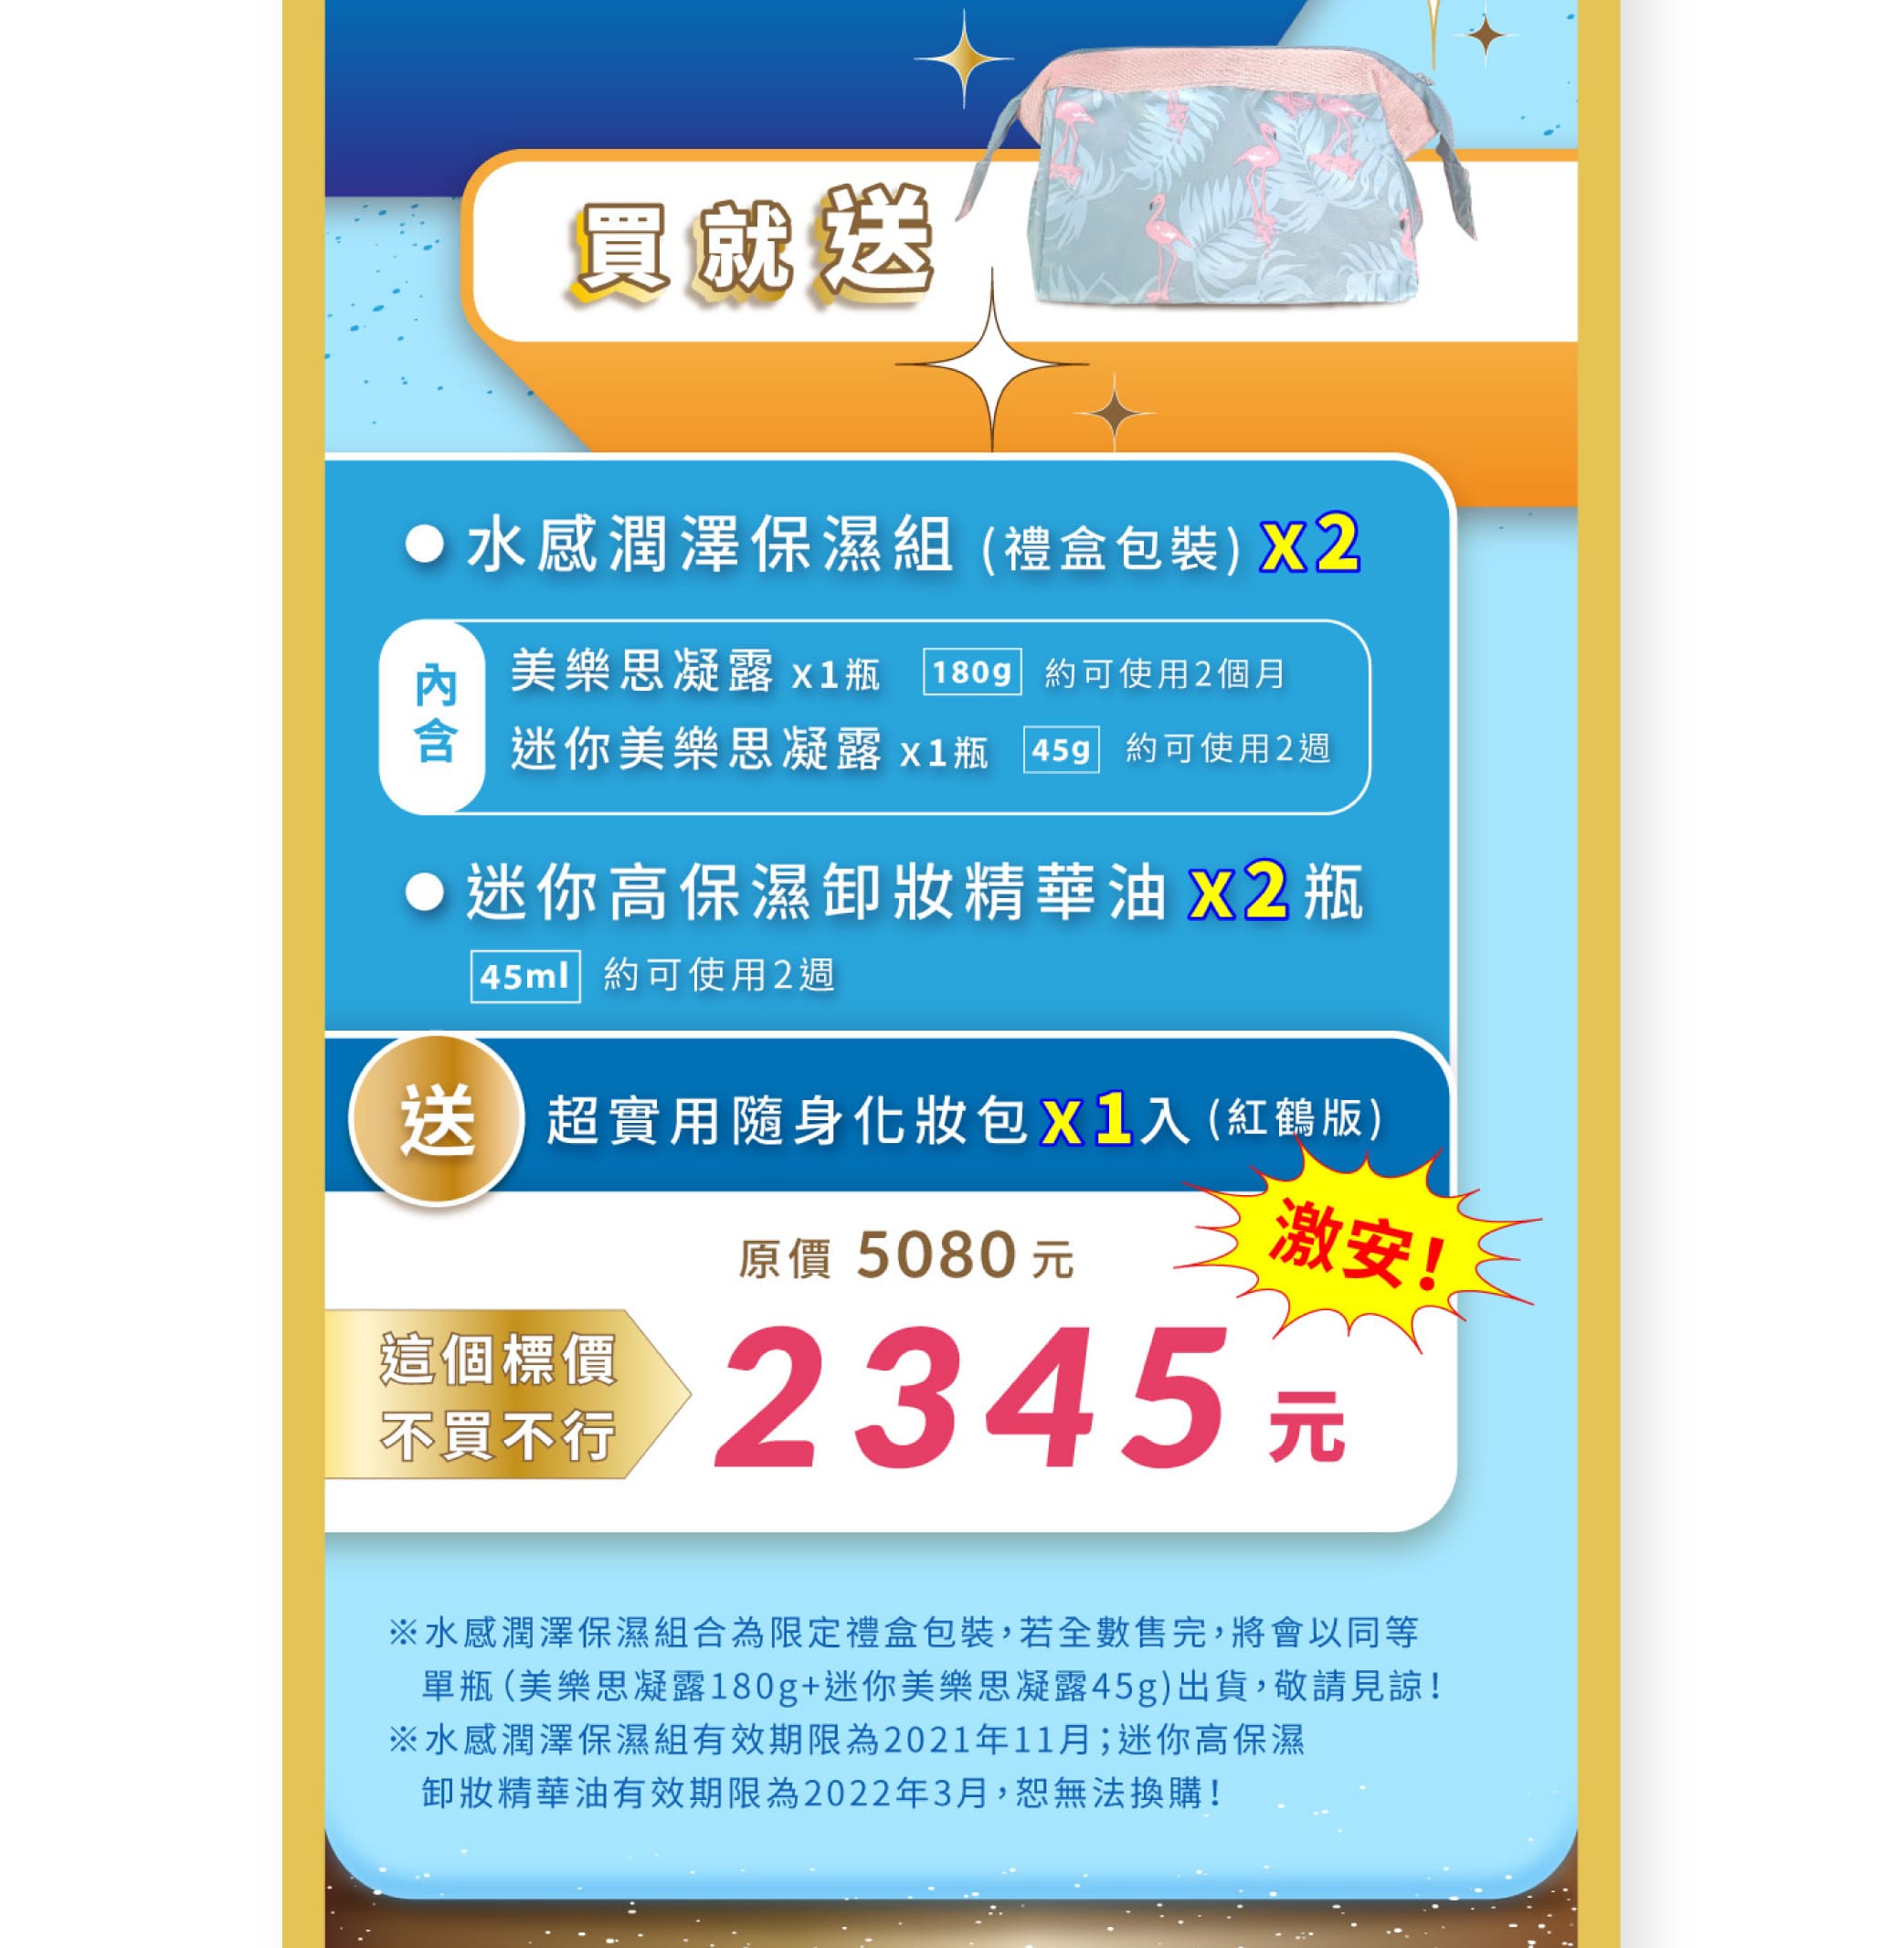 買就送
●水感潤澤保濕組(禮盒包裝)x2
內含
美樂思凝露x1瓶 180g 約可使用2個月
迷你美樂思凝露x1瓶 45g 約可使用2週
●迷你高保濕卸妝精華油x2瓶
45ml 約可使用2週
送 超實用隨身化妝包x1入(紅鶴版)
激安!
原價 5080元
這個標價
不買不行
2345元
※水感潤澤保濕組合為限定禮盒包裝,若全數售完,將會以同等
單瓶(美樂思凝露180g+迷你美樂思凝露45g)出貨,敬請見諒!
※水感潤澤保濕組有效期限為2021年11月;迷你高保濕
卸妝精華油有效期限為2022年3月,恕無法換購!